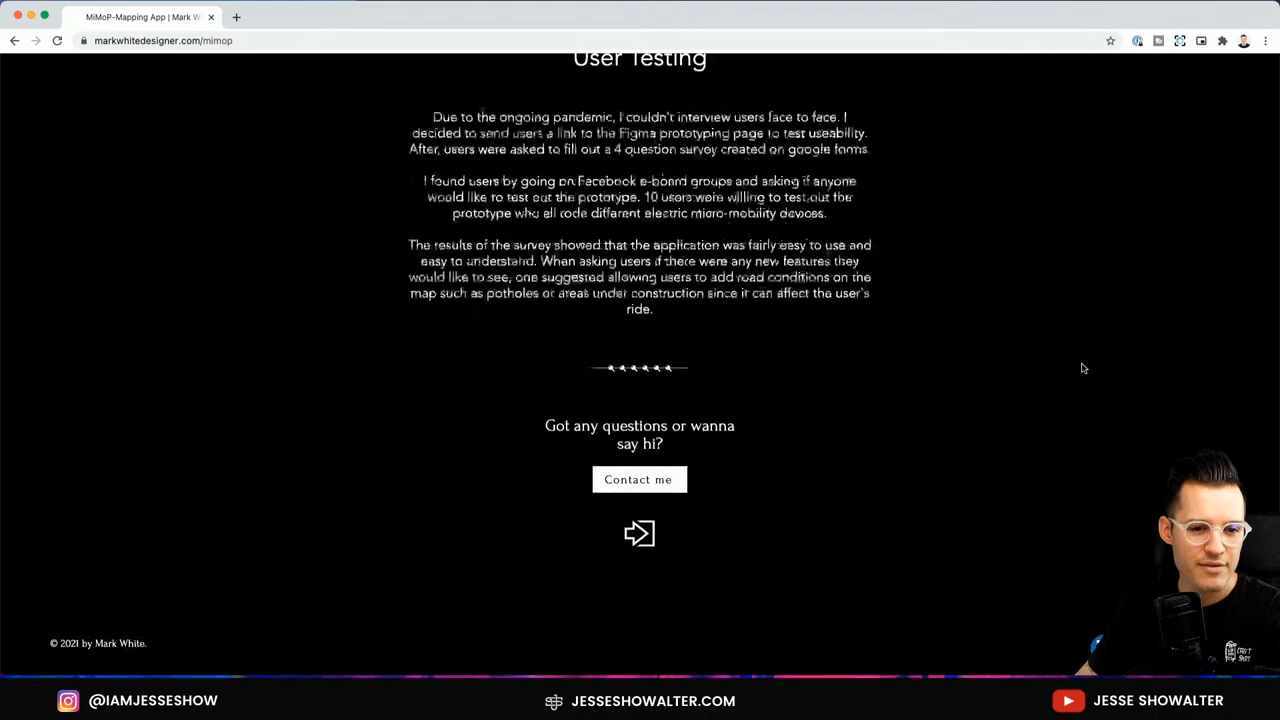 MiMoP-Mapping App | Mark W
markwhitedesigner.com/mimop
User Testing
Due to the ongoing pandemic, I couldn't interview users face to face. I
decided to send users a link to the Figma prototyping page to test useability.
After, users were asked to fill out a 4 question survey created on google forms
I found users by going on Facebook e-board groups and asking if anyone
would like to test out the prototype. 10 users were willing to test out the
prototype who all rode different electric micro-mobility devices.
The results of the survey showed that the application was fairly easy to use and
easy to understand. When asking users if there were any new features they
would like to see, one suggested allowing users to add road conditions on the
map such as potholes or areas under construction since it can affect the user's
ride.
Got any questions or wanna
say hi?
Contact me
© 2021 by Mark White.
@IAMJESSESHOW
JESSESHOWALTER.COM
JESSE SHOWALTER